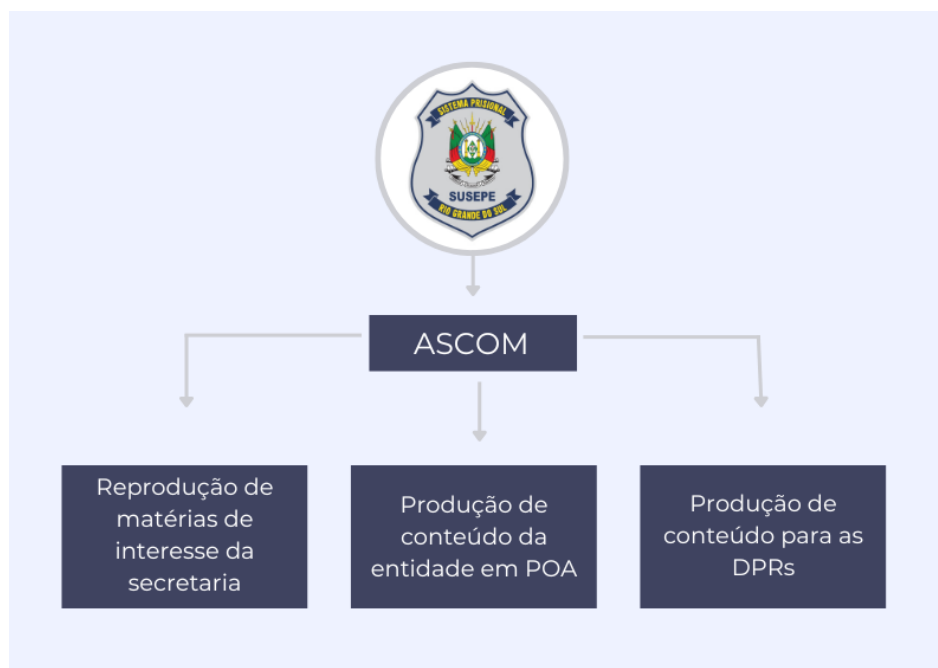 SISTEMA PRISIONAL
SUSEPE
RIO GRANDE DO SUL
ASCOM
Reprodução de
matérias de
interesse da
secretaria
Produção de
conteúdo da
entidade em POA
Produção de
conteúdo para as
DPRs